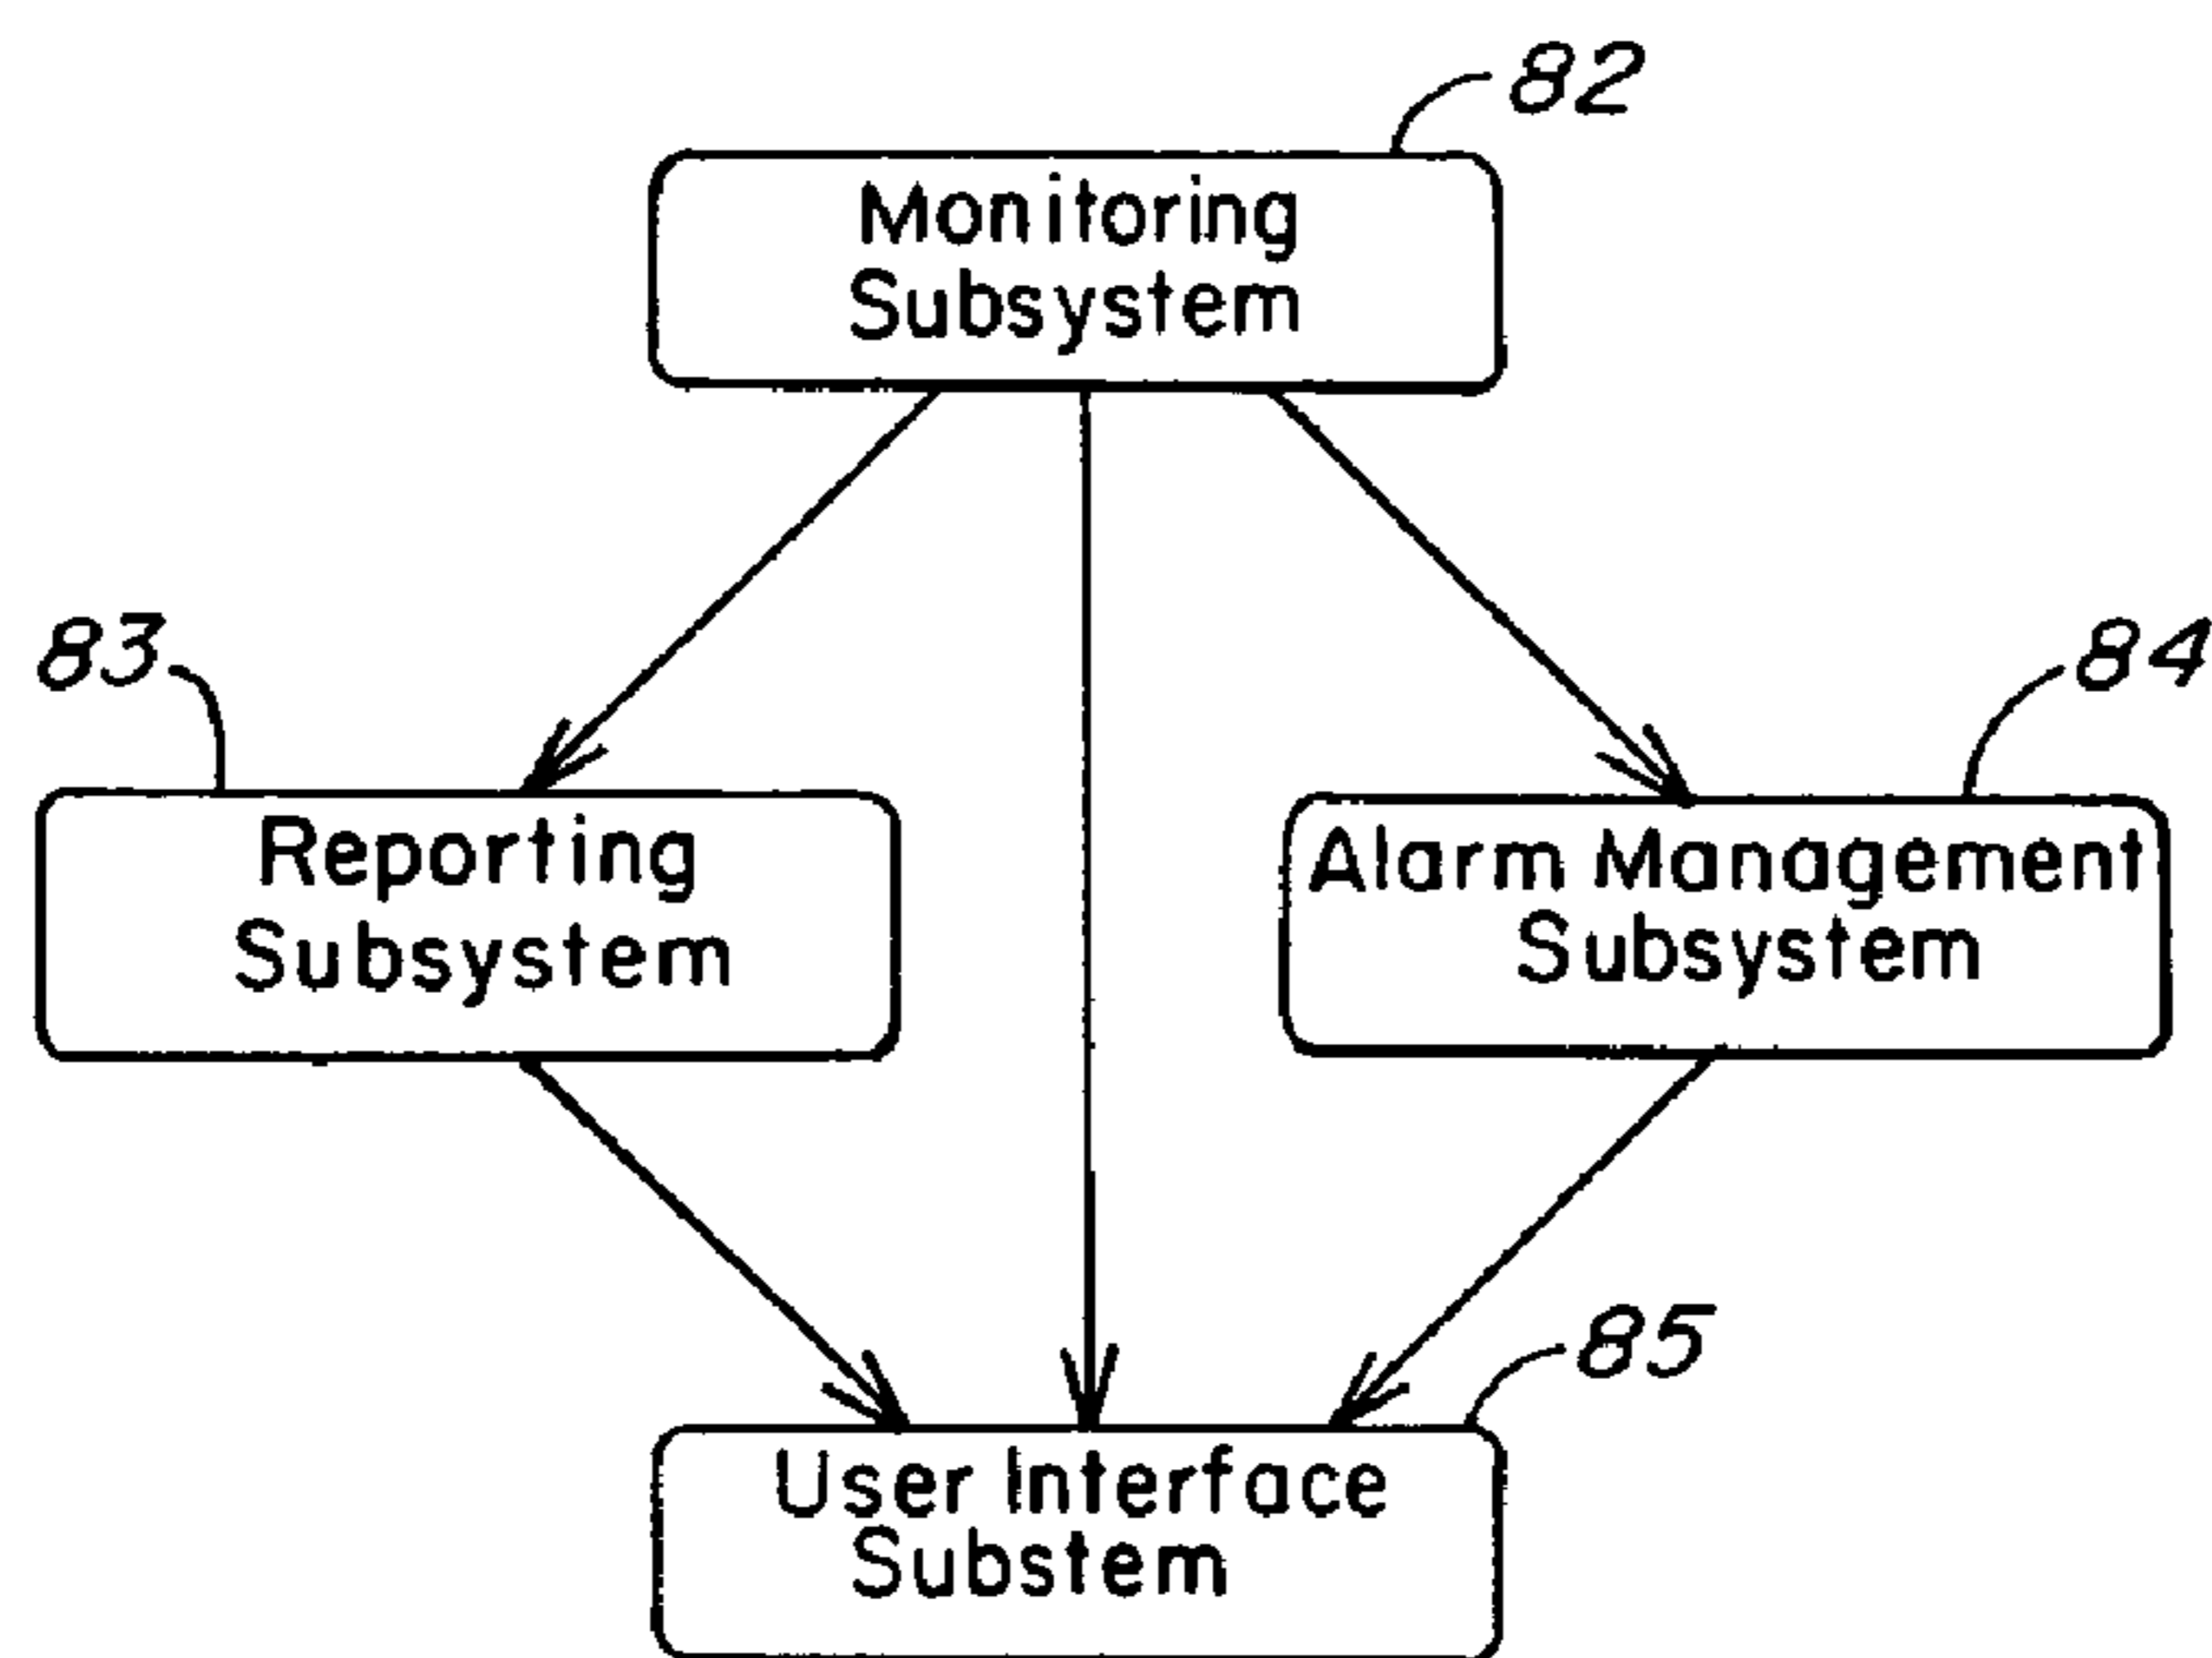 82
Monitoring
Subsystem
83
84
Reporting
Subsystem
Alarm Management
Subsystem
85
User Interface
Substem